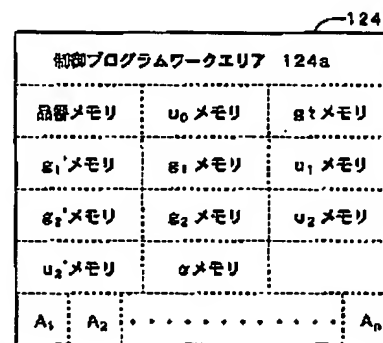 124
制御プログラムワークエリア 124a
品番メモリ u₀メモリ gtメモリ
g₁'メモリ g₁メモリ u₁メモリ
g₂'メモリ g₂メモリ u₂メモリ
u₂'メモリ αメモリ
A₁ A₂ ・・・・・・・・・・・ Aₙ